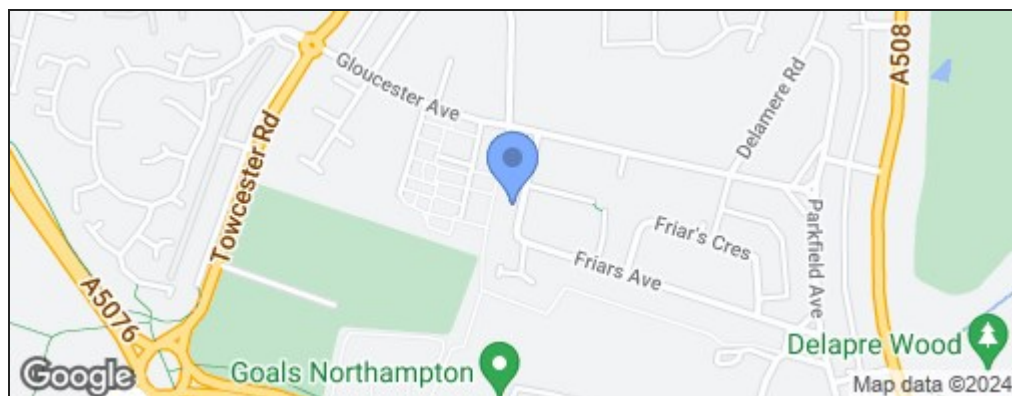 Gloucester Ave
Towcester Rd
Delamere Rd
A508
Parkfield Ave
Friar's Cres
Friars Ave
A5076
Goals Northampton
Delapre Wood
Google
Map data ©2024